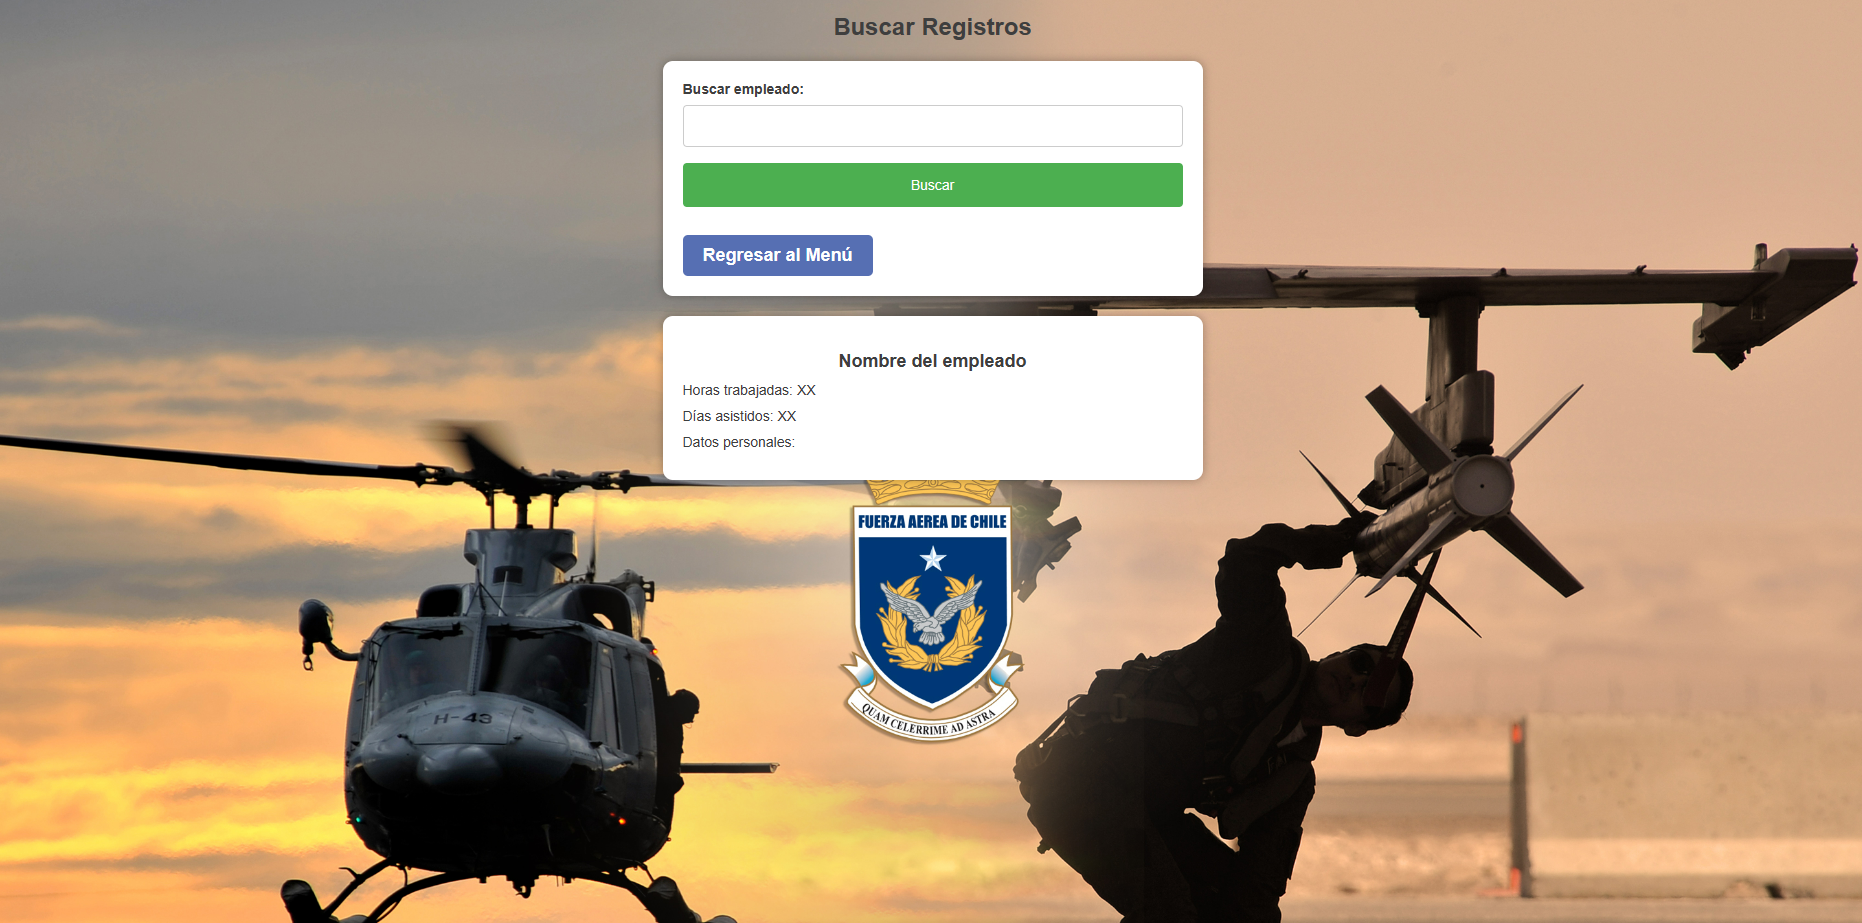 Buscar Registros
Buscar empleado:
Buscar
Regresar al Menú
Nombre del empleado
Horas trabajadas: XX
Días asistidos: XX
Datos personales:
FUERZA AEREA DE CHILE
QUAM CELERRIME AD ASTRA
H-43